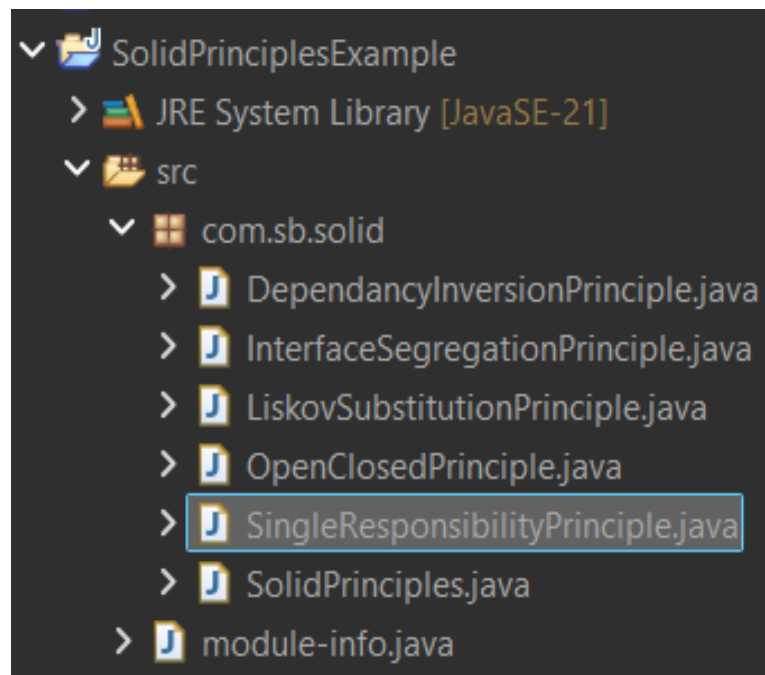 SolidPrinciplesExample
JRE System Library [JavaSE-21]
src
com.sb.solid
DependancyInversionPrinciple.java
InterfaceSegregationPrinciple.java
LiskovSubstitutionPrinciple.java
OpenClosedPrinciple.java
SingleResponsibilityPrinciple.java
SolidPrinciples.java
module-info.java